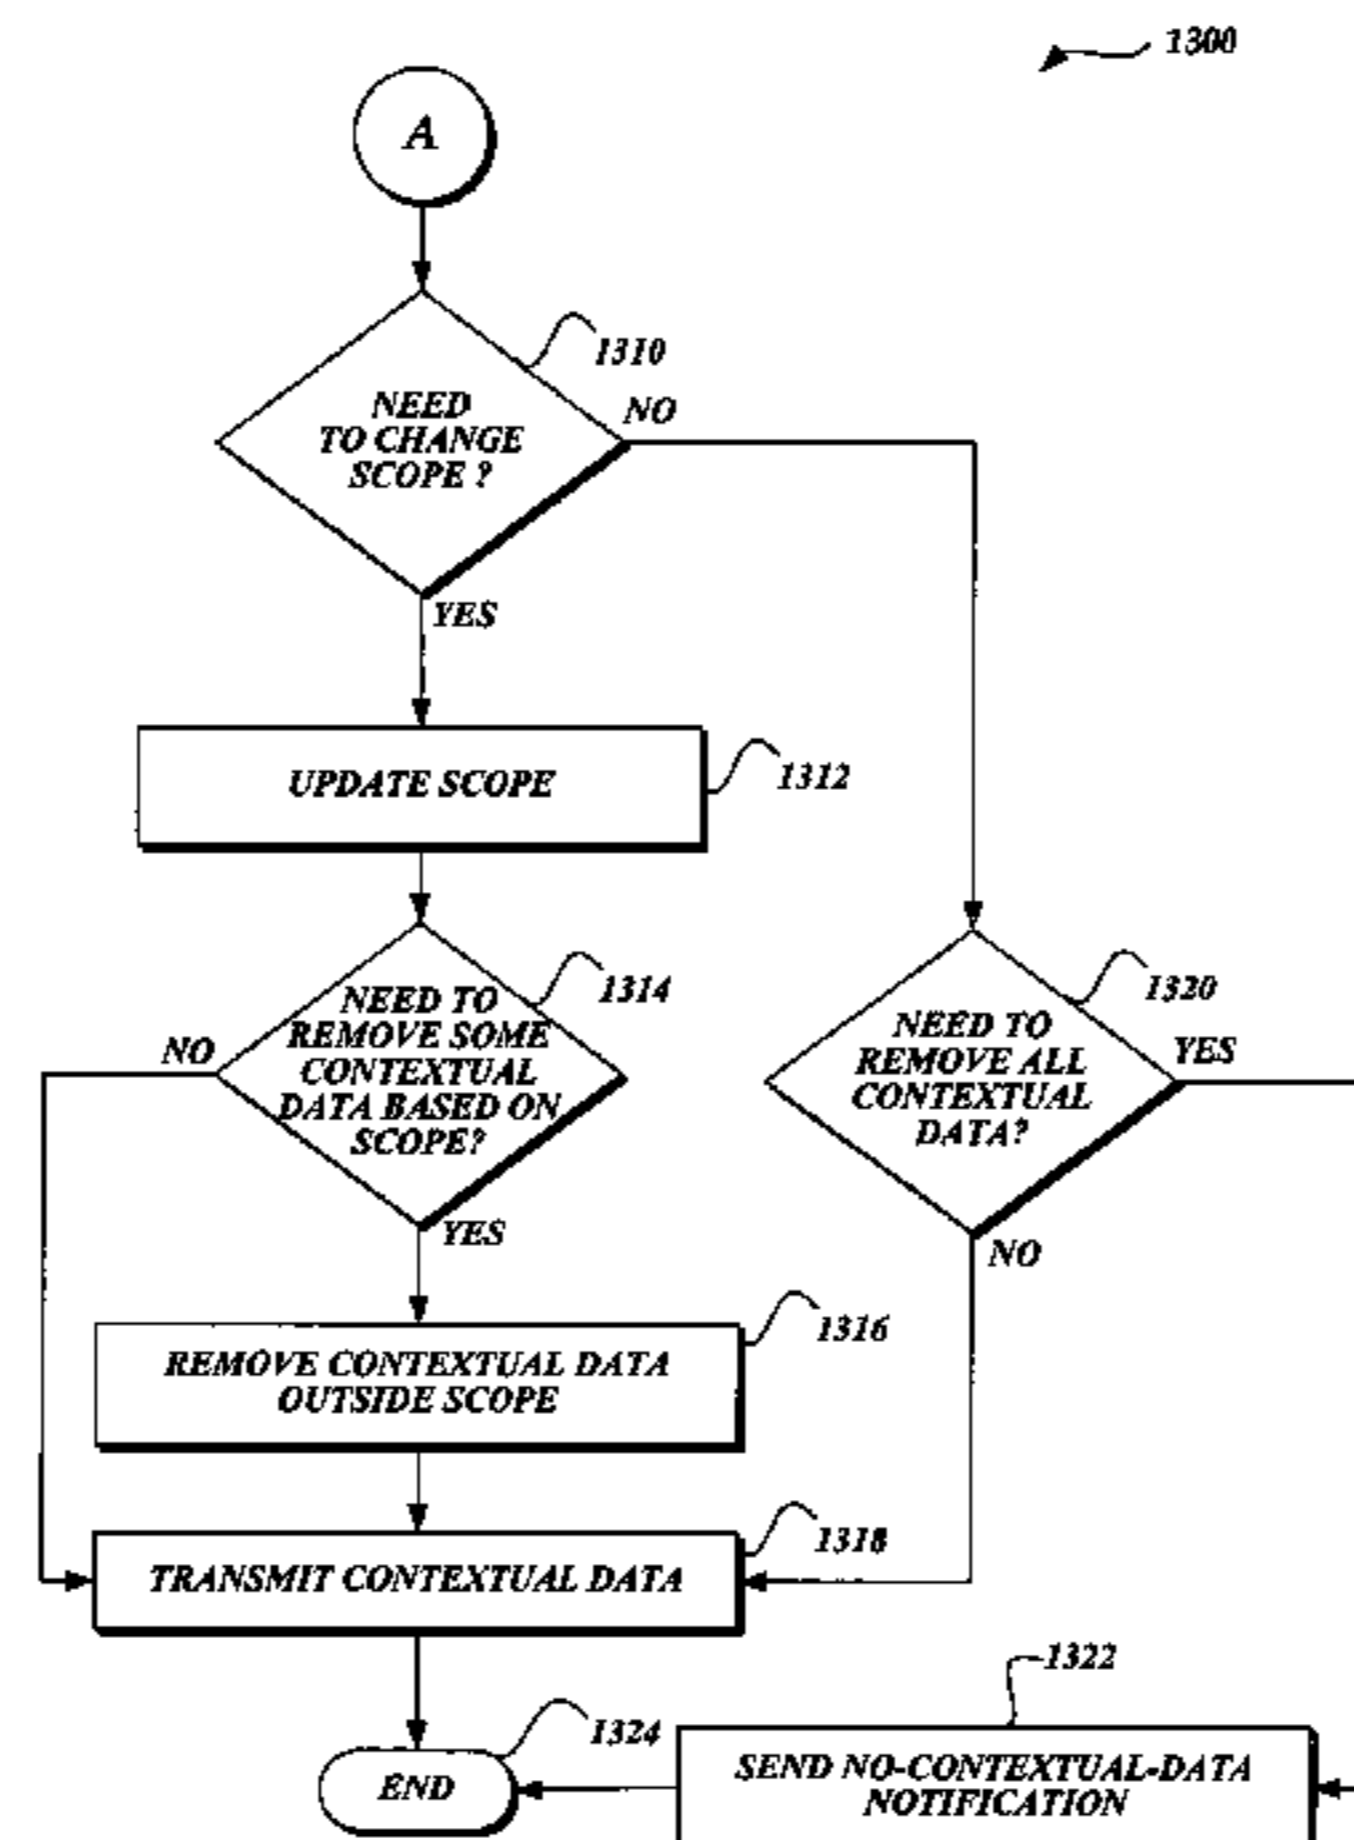 1300
A
1310
NEED
TO CHANGE
SCOPE ?
NO
YES
UPDATE SCOPE
1312
1314
NEED TO
REMOVE SOME
CONTEXTUAL
DATA BASED ON
SCOPE?
NO
YES
1320
NEED TO
REMOVE ALL
CONTEXTUAL
DATA?
YES
NO
1316
REMOVE CONTEXTUAL DATA
OUTSIDE SCOPE
1318
TRANSMIT CONTEXTUAL DATA
1322
1324
END
SEND NO-CONTEXTUAL-DATA
NOTIFICATION